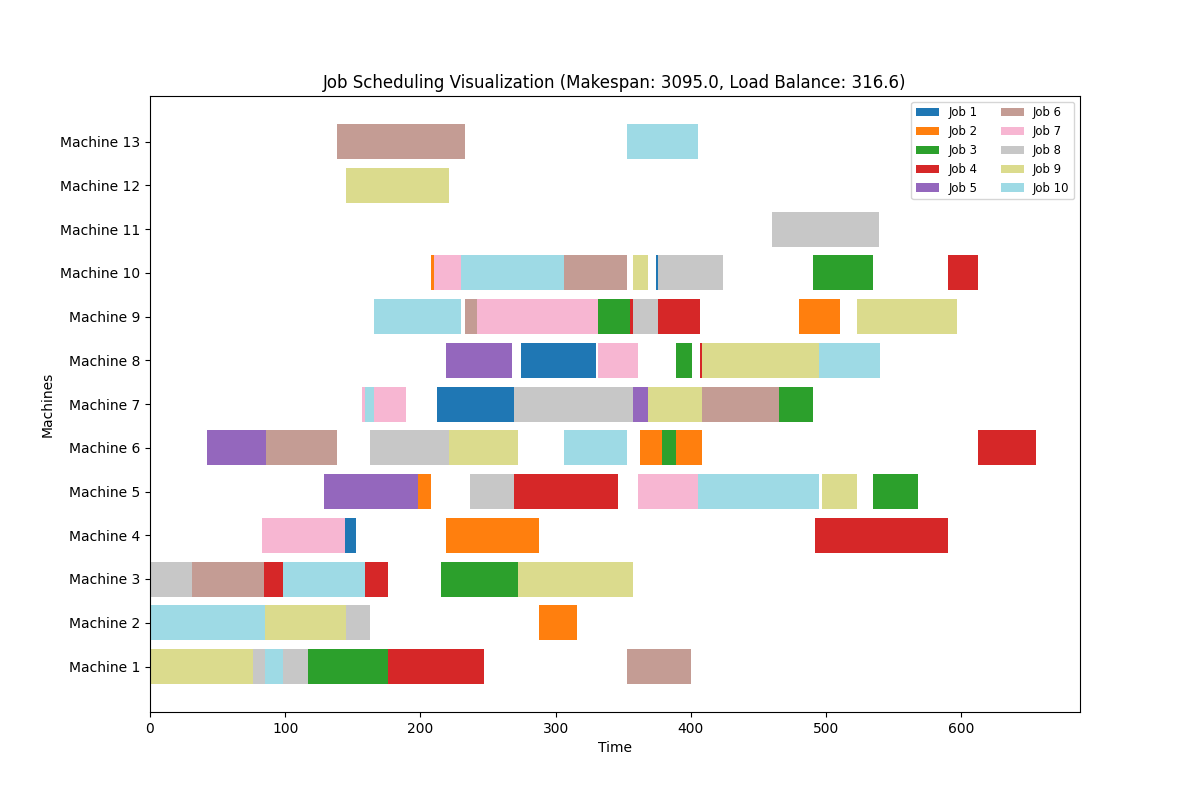 Job Scheduling Visualization (Makespan: 3095.0, Load Balance: 316.6)
Job 1
Job 2
Job 3
Job 4
Job 5
Job 6
Job 7
Job 8
Job 9
Job 10
Machine 13
Machine 12
Machine 11
Machine 10
Machine 9
Machine 8
Machine 7
Machine 6
Machine 5
Machine 4
Machine 3
Machine 2
Machine 1
Machines
0 100 200 300 400 500 600
Time